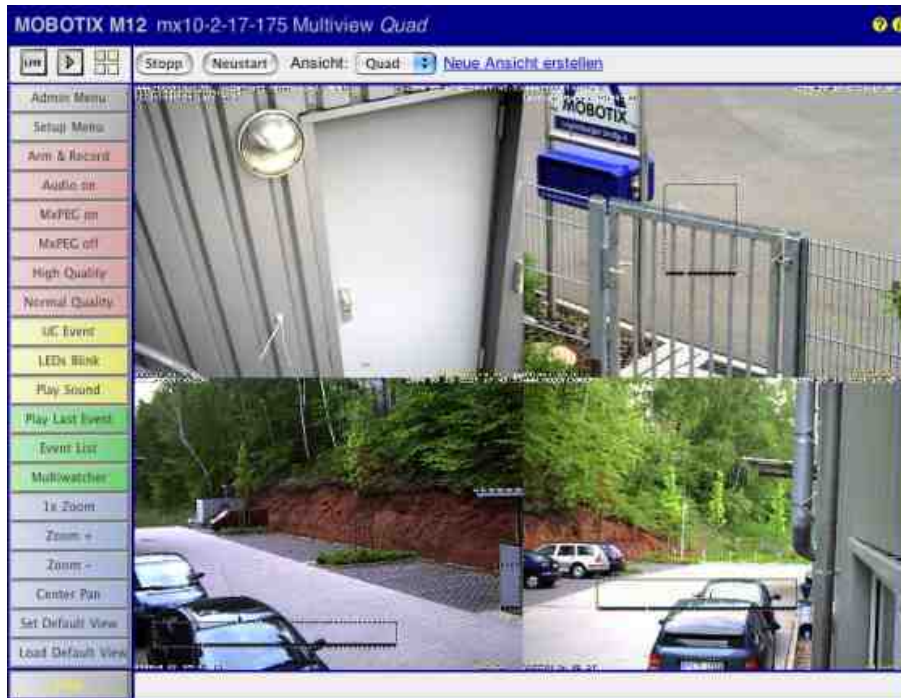 MOBOTIX M12 mx10-2-17-175 Multiview Quad
Stopp
Neustart
Ansicht:
Quad
Neue Ansicht erstellen
Admin Menu
Setup Menu
Arm & Record
Audio on
MxPEG on
MxPEG off
High Quality
Normal Quality
UC Event
LEDs Blink
Play Sound
Play Last Event
Event List
Multiwatcher
1x Zoom
Zoom +
Zoom -
Center Pan
Set Default View
Load Default View
MOBOTIX